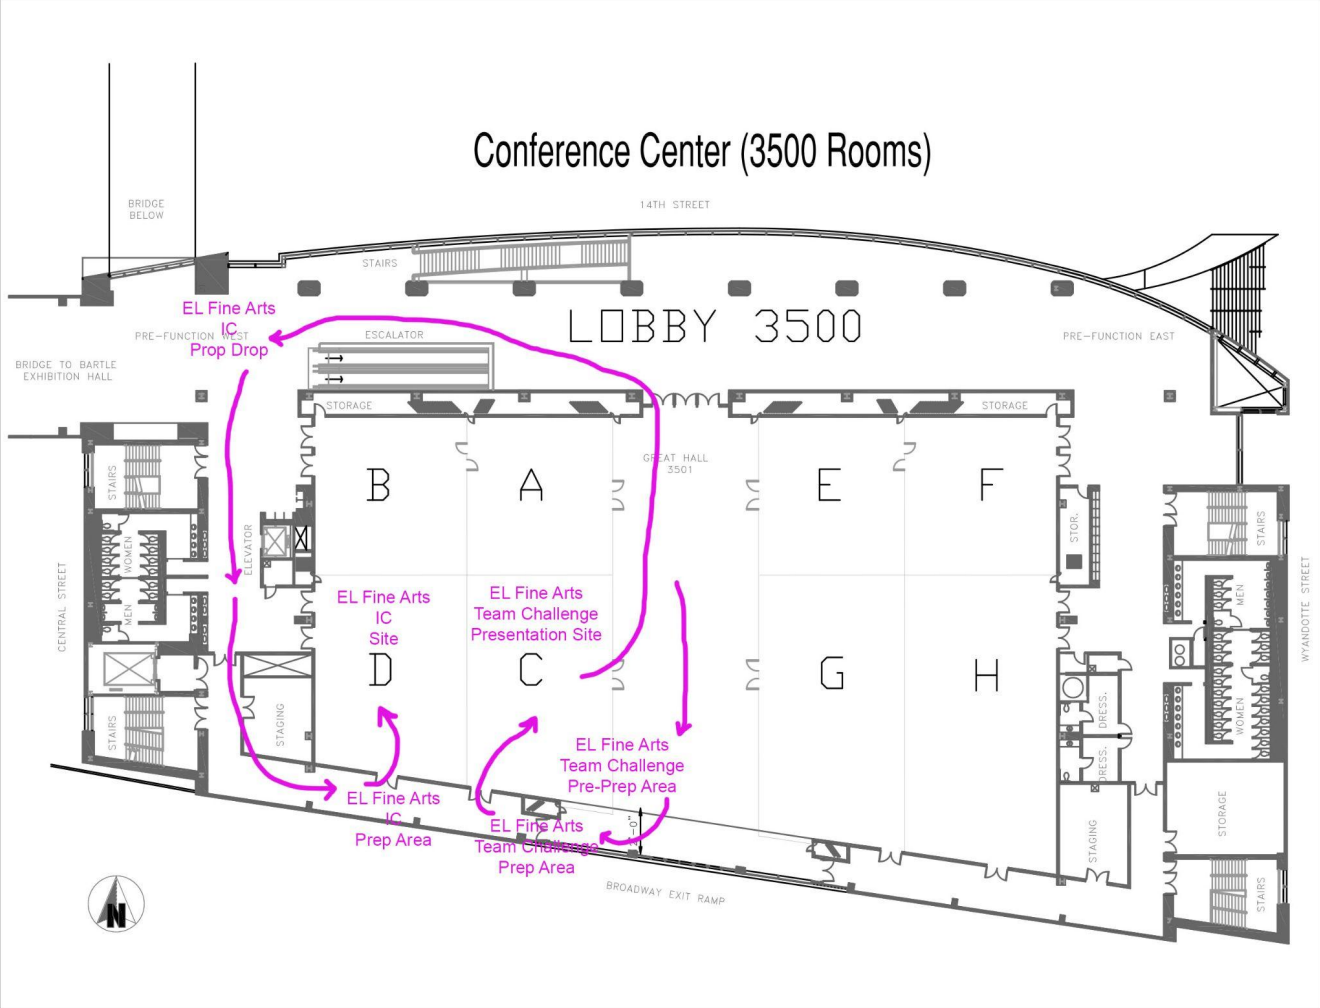 Conference Center (3500 Rooms)
BRIDGE
BELOW
14TH STREET
STAIRS
EL Fine Arts
IC
Prop Drop
PRE-FUNCTION WEST
ESCALATOR
LOBBY 3500
PRE-FUNCTION EAST
BRIDGE TO BARTLE
EXHIBITION HALL
STORAGE
STORAGE
GREAT HALL
3501
B
A
E
F
STAIRS
WOMEN
MEN
ELEVATOR
CENTRAL STREET
STOR.
STAIRS
MEN
WOMEN
WYANDOTTE STREET
EL Fine Arts
IC
Site
D
EL Fine Arts
Team Challenge
Presentation Site
C
G
H
STAIRS
STAGING
DRESS.
DRESS.
EL Fine Arts
Team Challenge
Pre-Prep Area
EL Fine Arts
IC
Prep Area
EL Fine Arts
Team Challenge
Prep Area
STAGING
STORAGE
STAIRS
BROADWAY EXIT RAMP
N